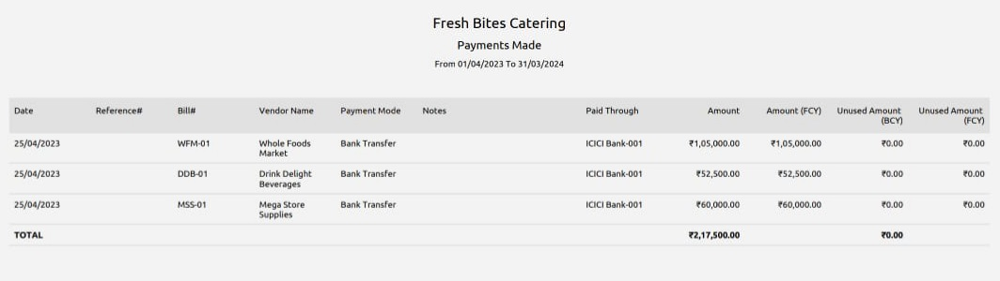 Fresh Bites Catering
Payments Made
From 01/04/2023 To 31/03/2024
Date Reference# Bill# Vendor Name Payment Mode Notes Paid Through Amount Amount (FCY) Unused Amount (BCY) Unused Amount (FCY)
25/04/2023 WFM-01 Whole Foods Market Bank Transfer ICICI Bank-001 ₹1,05,000.00 ₹1,05,000.00 ₹0.00 ₹0.00
25/04/2023 DDB-01 Drink Delight Beverages Bank Transfer ICICI Bank-001 ₹52,500.00 ₹52,500.00 ₹0.00 ₹0.00
25/04/2023 MSS-01 Mega Store Supplies Bank Transfer ICICI Bank-001 ₹60,000.00 ₹60,000.00 ₹0.00 ₹0.00
TOTAL ₹2,17,500.00 ₹0.00